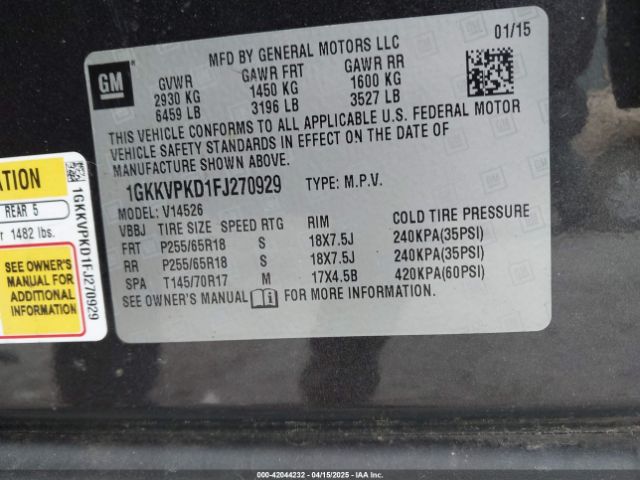 MFD BY GENERAL MOTORS LLC
01/15
GM
GVWR GAWR FRT GAWR RR
2930 KG 1450 KG 1600 KG
6459 LB 3196 LB 3527 LB
THIS VEHICLE CONFORMS TO ALL APPLICABLE U.S. FEDERAL MOTOR
VEHICLE SAFETY STANDARDS IN EFFECT ON THE DATE OF
MANUFACTURE SHOWN ABOVE.
1GKKVPKD1FJ270929 TYPE: M.P.V.
MODEL: V14526
VBBJ TIRE SIZE SPEED RTG RIM COLD TIRE PRESSURE
FRT P255/65R18 S 18X7.5J 240KPA(35PSI)
RR P255/65R18 S 18X7.5J 240KPA(35PSI)
SPA T145/70R17 M 17X4.5B 420KPA(60PSI)
SEE OWNER'S MANUAL FOR MORE INFORMATION.
REAR 5
1482 lbs.
SEE OWNER'S
MANUAL FOR
ADDITIONAL
INFORMATION
1GKKVPKD1FJ270929
000-42044232 - 04/15/2025 - IAAI.COM